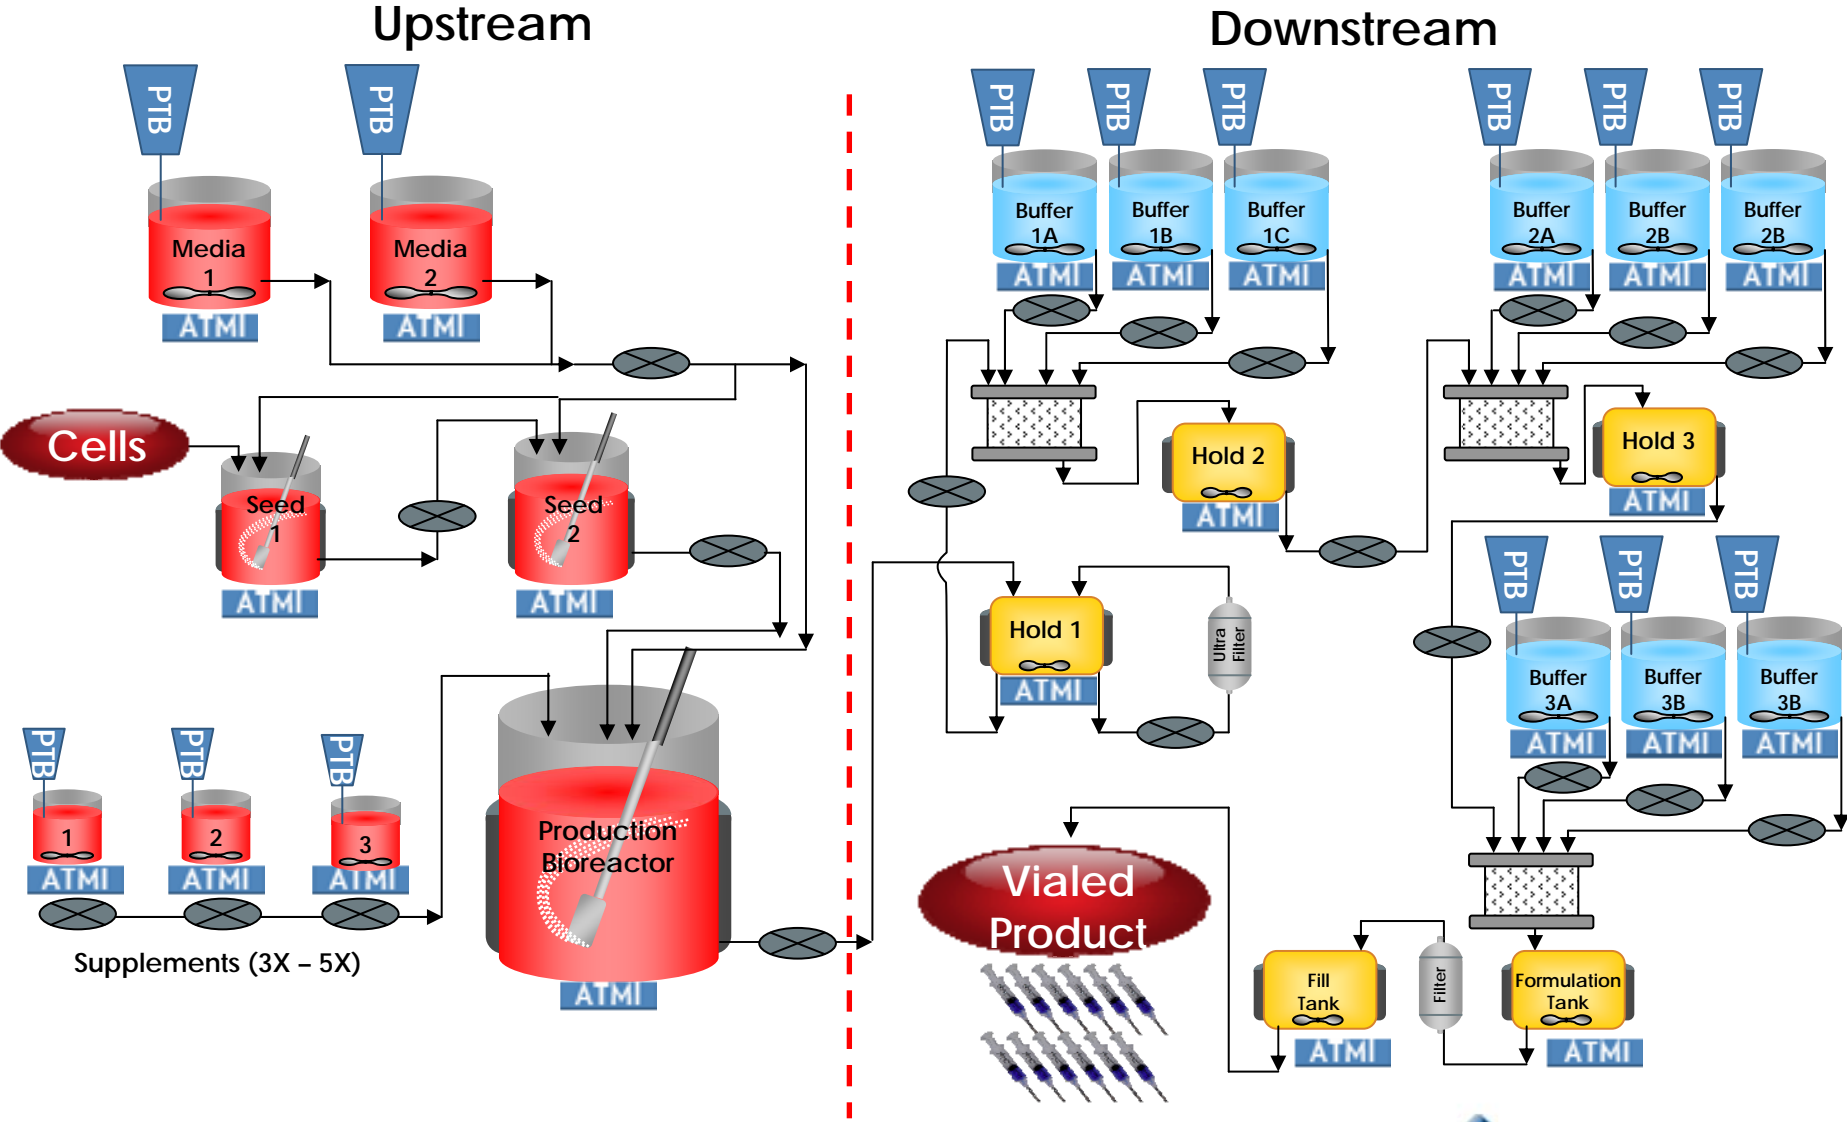 Upstream
Downstream
PTB
PTB
Media
1
ATMI
Media
2
ATMI
Cells
Seed
1
ATMI
Seed
2
ATMI
PTB
PTB
PTB
1
ATMI
2
ATMI
3
ATMI
Supplements (3X – 5X)
Production
Bioreactor
ATMI
PTB
PTB
PTB
Buffer
1A
ATMI
Buffer
1B
ATMI
Buffer
1C
ATMI
PTB
PTB
PTB
Buffer
2A
ATMI
Buffer
2B
ATMI
Buffer
2B
ATMI
Hold 2
ATMI
Hold 3
ATMI
Hold 1
ATMI
Ultra
Filter
PTB
PTB
PTB
Buffer
3A
ATMI
Buffer
3B
ATMI
Buffer
3B
ATMI
Vialed
Product
Fill
Tank
ATMI
Filter
Formulation
Tank
ATMI